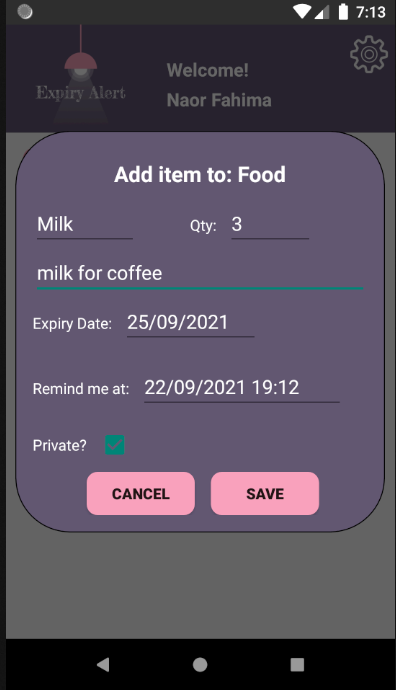 7:13
Expiry Alert
Welcome!
Naor Fahima
Add item to: Food
Milk Qty: 3
milk for coffee
Expiry Date: 25/09/2021
Remind me at: 22/09/2021 19:12
Private?
CANCEL SAVE